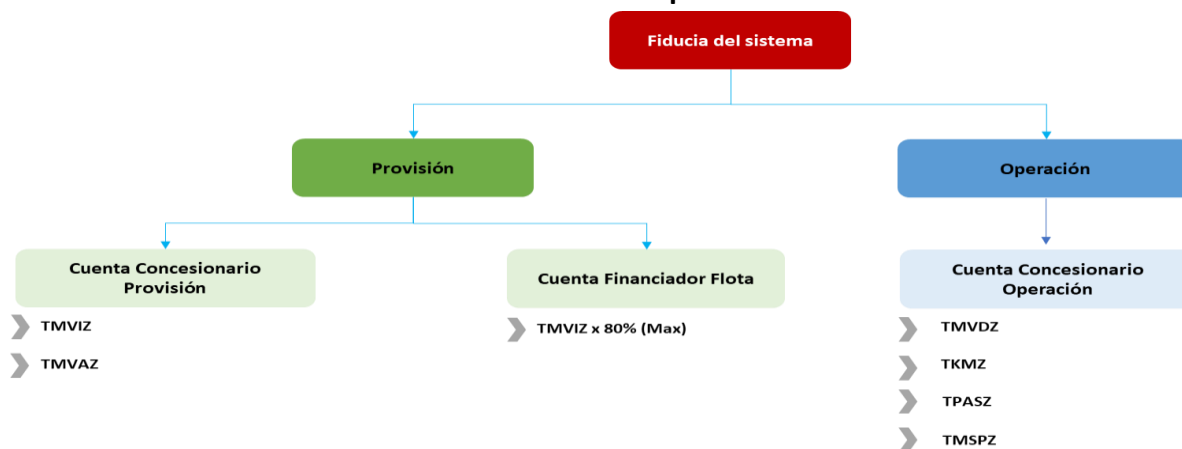 Fiducia del sistema
Provisión
Operación
Cuenta Concesionario
Provisión
Cuenta Financiador Flota
Cuenta Concesionario
Operación
TMVIZ
TMVAZ
TMVIZ x 80% (Max)
TMVDZ
TKMZ
TPASZ
TMSPZ